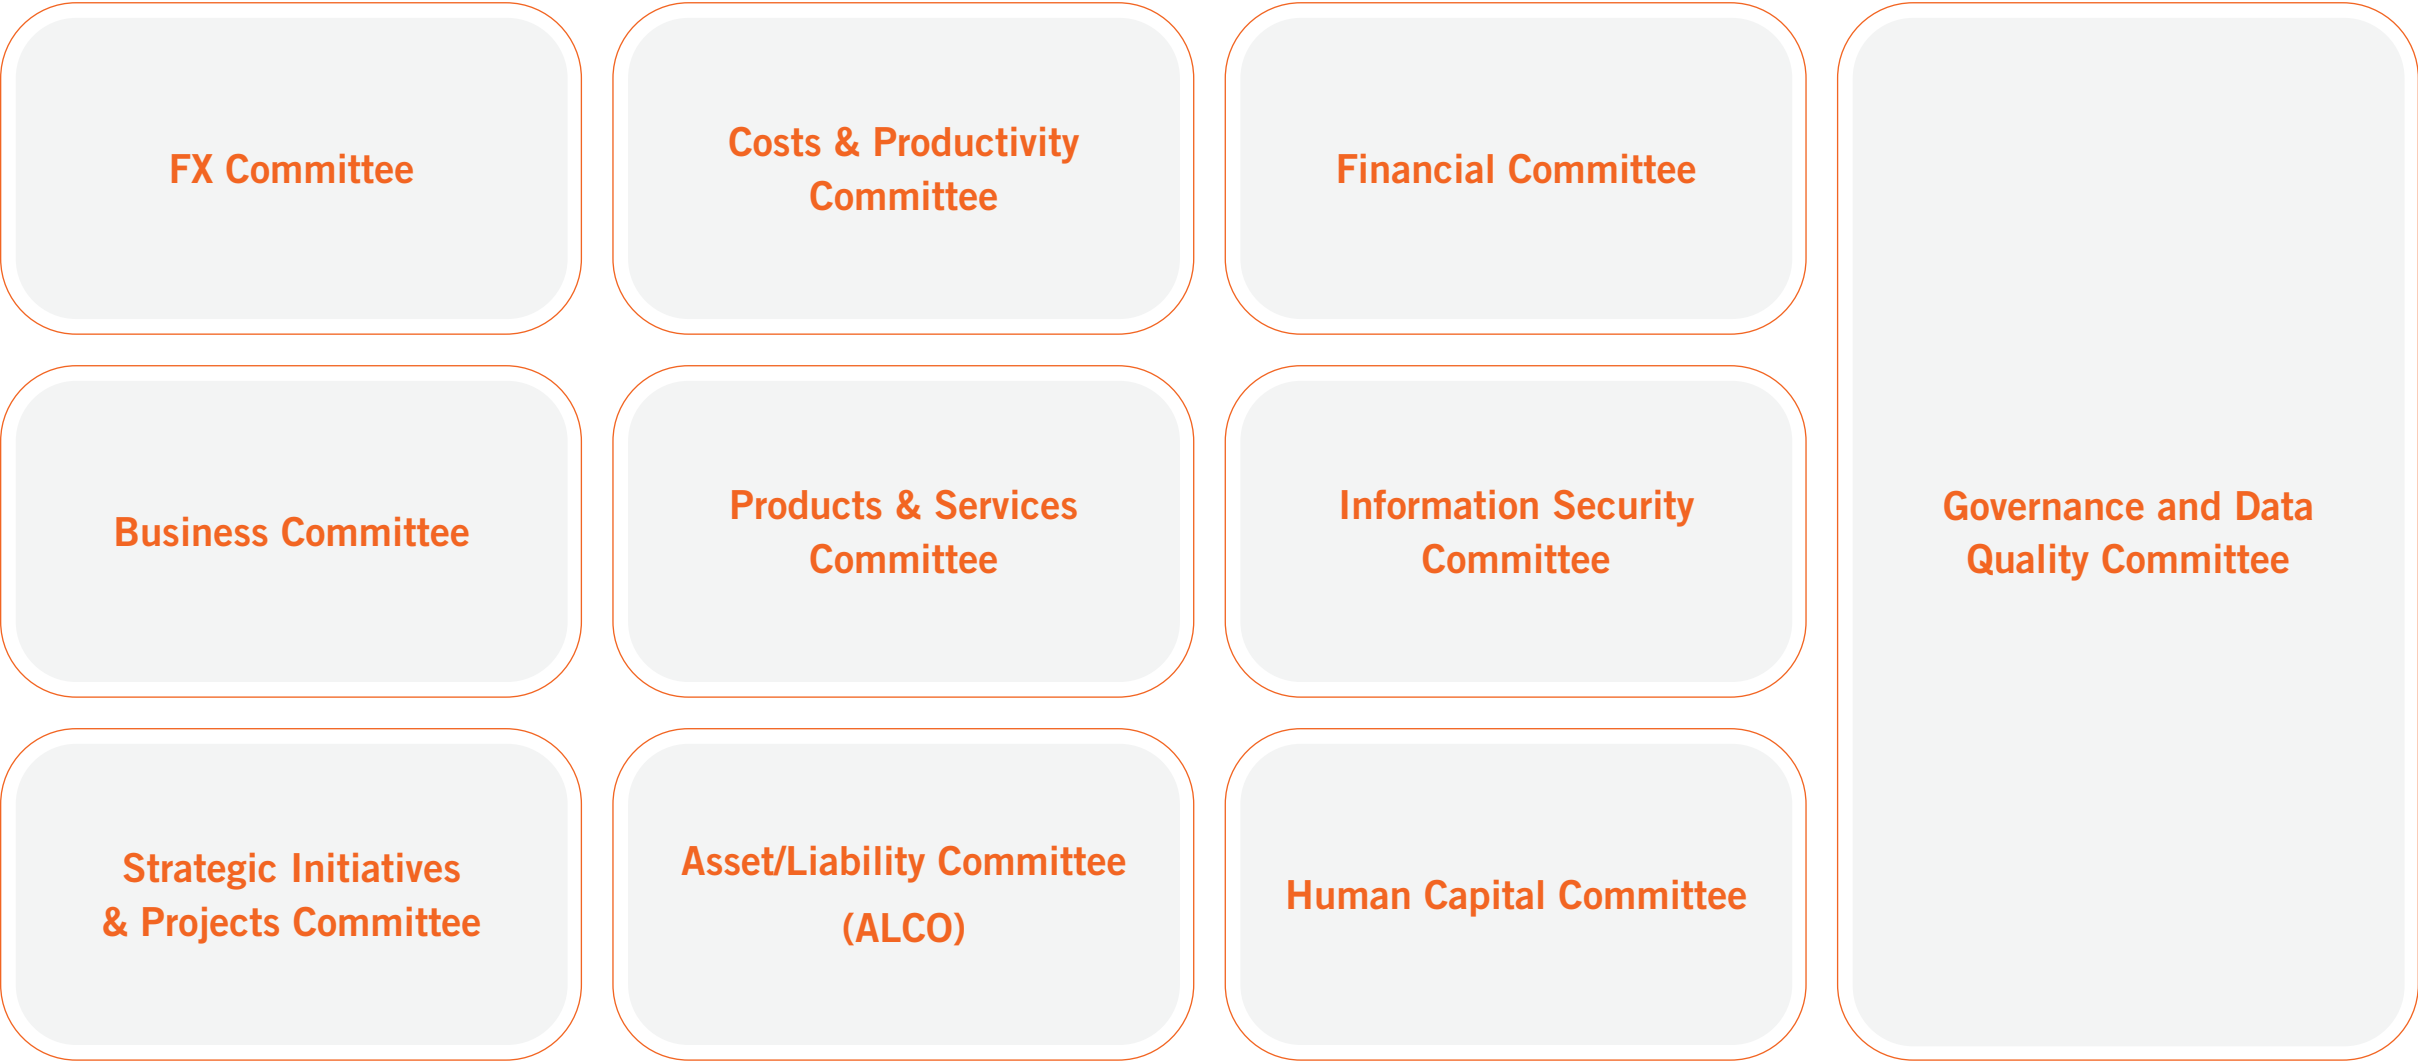 FX Committee
Costs & Productivity
Committee
Financial Committee
Business Committee
Products & Services
Committee
Information Security
Committee
Governance and Data
Quality Committee
Strategic Initiatives
& Projects Committee
Asset/Liability Committee
(ALCO)
Human Capital Committee